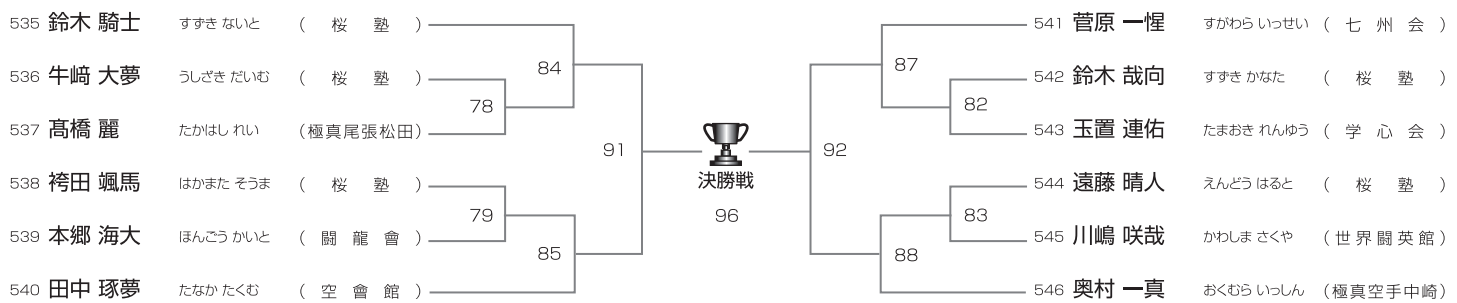 535 鈴木 騎士 すずき ないと ( 桜 塾 )
84
536 牛﨑 大夢 うしざき だいむ ( 桜 塾 )
78
537 髙橋 麗 たかはし れい (極真尾張松田)
91
538 袴田 颯馬 はかまた そうま ( 桜 塾 )
79
539 本郷 海大 ほんごう かいと ( 闘 龍 會 )
85
540 田中 琢夢 たなか たくむ ( 空 會 館 )
決勝戦
96
541 菅原 一惺 すがわら いっせい ( 七 州 会 )
87
542 鈴木 哉向 すずき かなた ( 桜 塾 )
82
543 玉置 連佑 たまおき れんゆう ( 学 心 会 )
92
544 遠藤 晴人 えんどう はると ( 桜 塾 )
83
545 川嶋 咲哉 かわしま さくや (世界闘英館)
88
546 奥村 一真 おくむら いっしん (極真空手中崎)